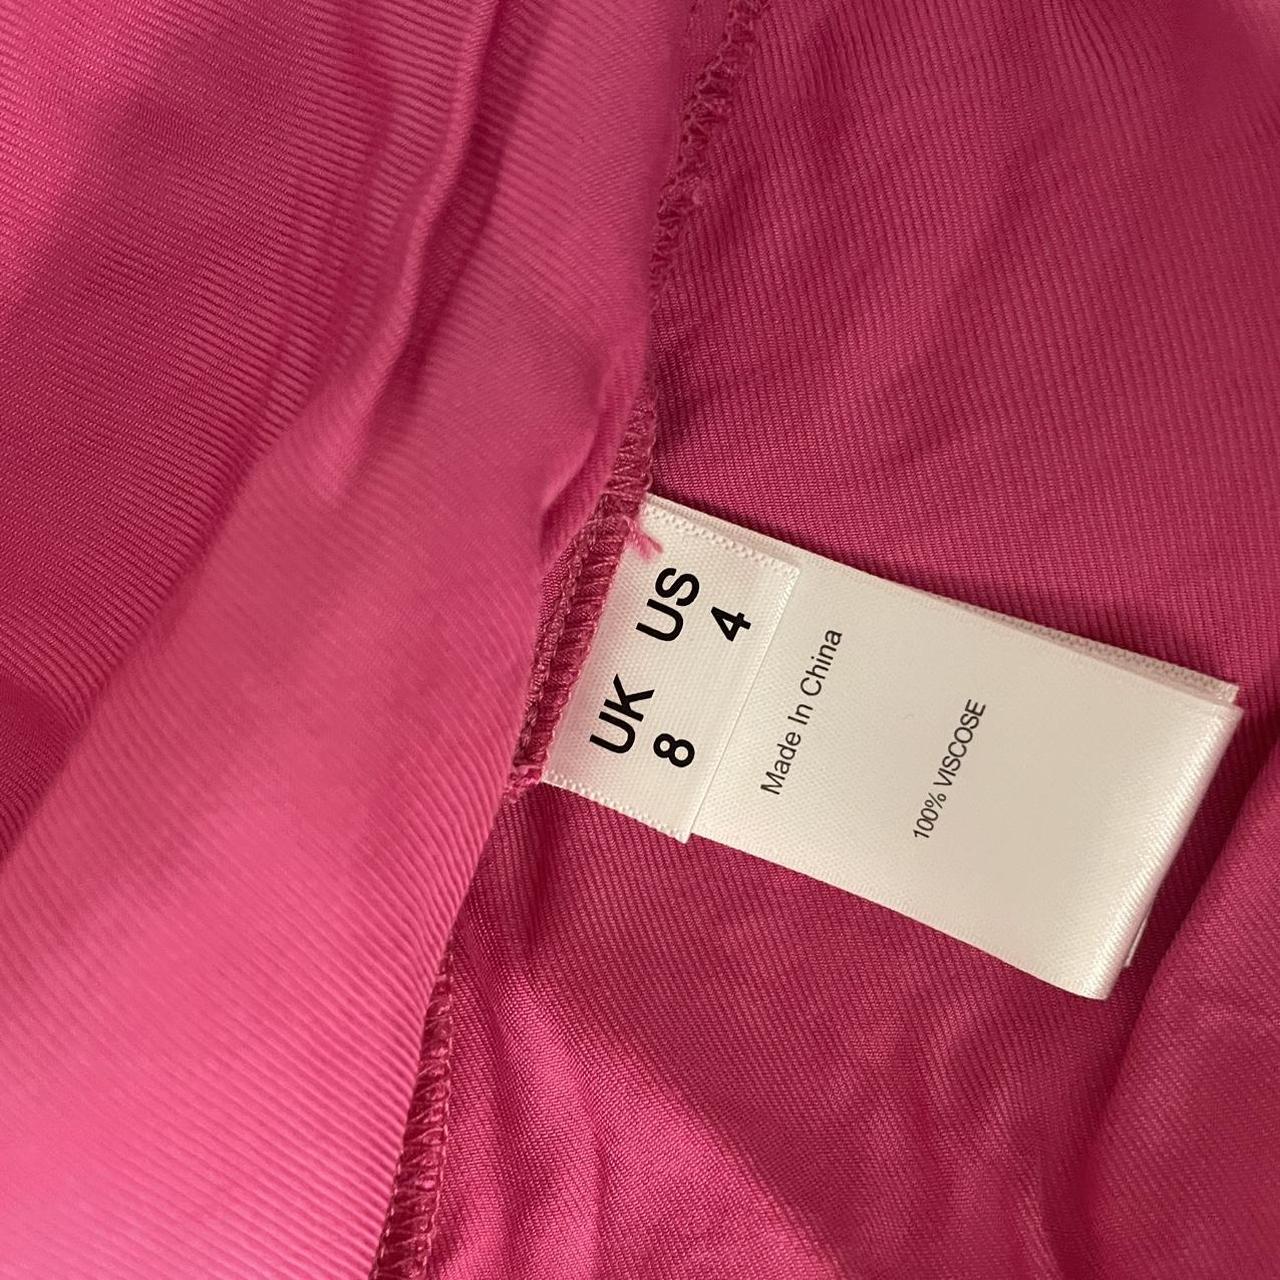 UK US
8 4
Made In China
100% VISCOSE